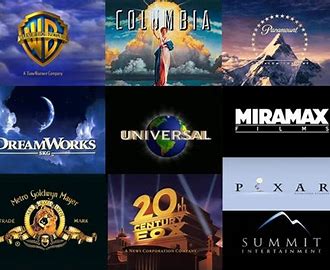 WB
A TimeWarner Company
COLUMBIA
Paramount
DREAMWORKS
SKG
UNIVERSAL
MIRAMAX
FILMS
PIXAR
Metro Goldwyn Mayer
TRADE MARK
20th
CENTURY
FOX
A NEWS CORPORATION COMPANY
SUMMIT
ENTERTAINMENT